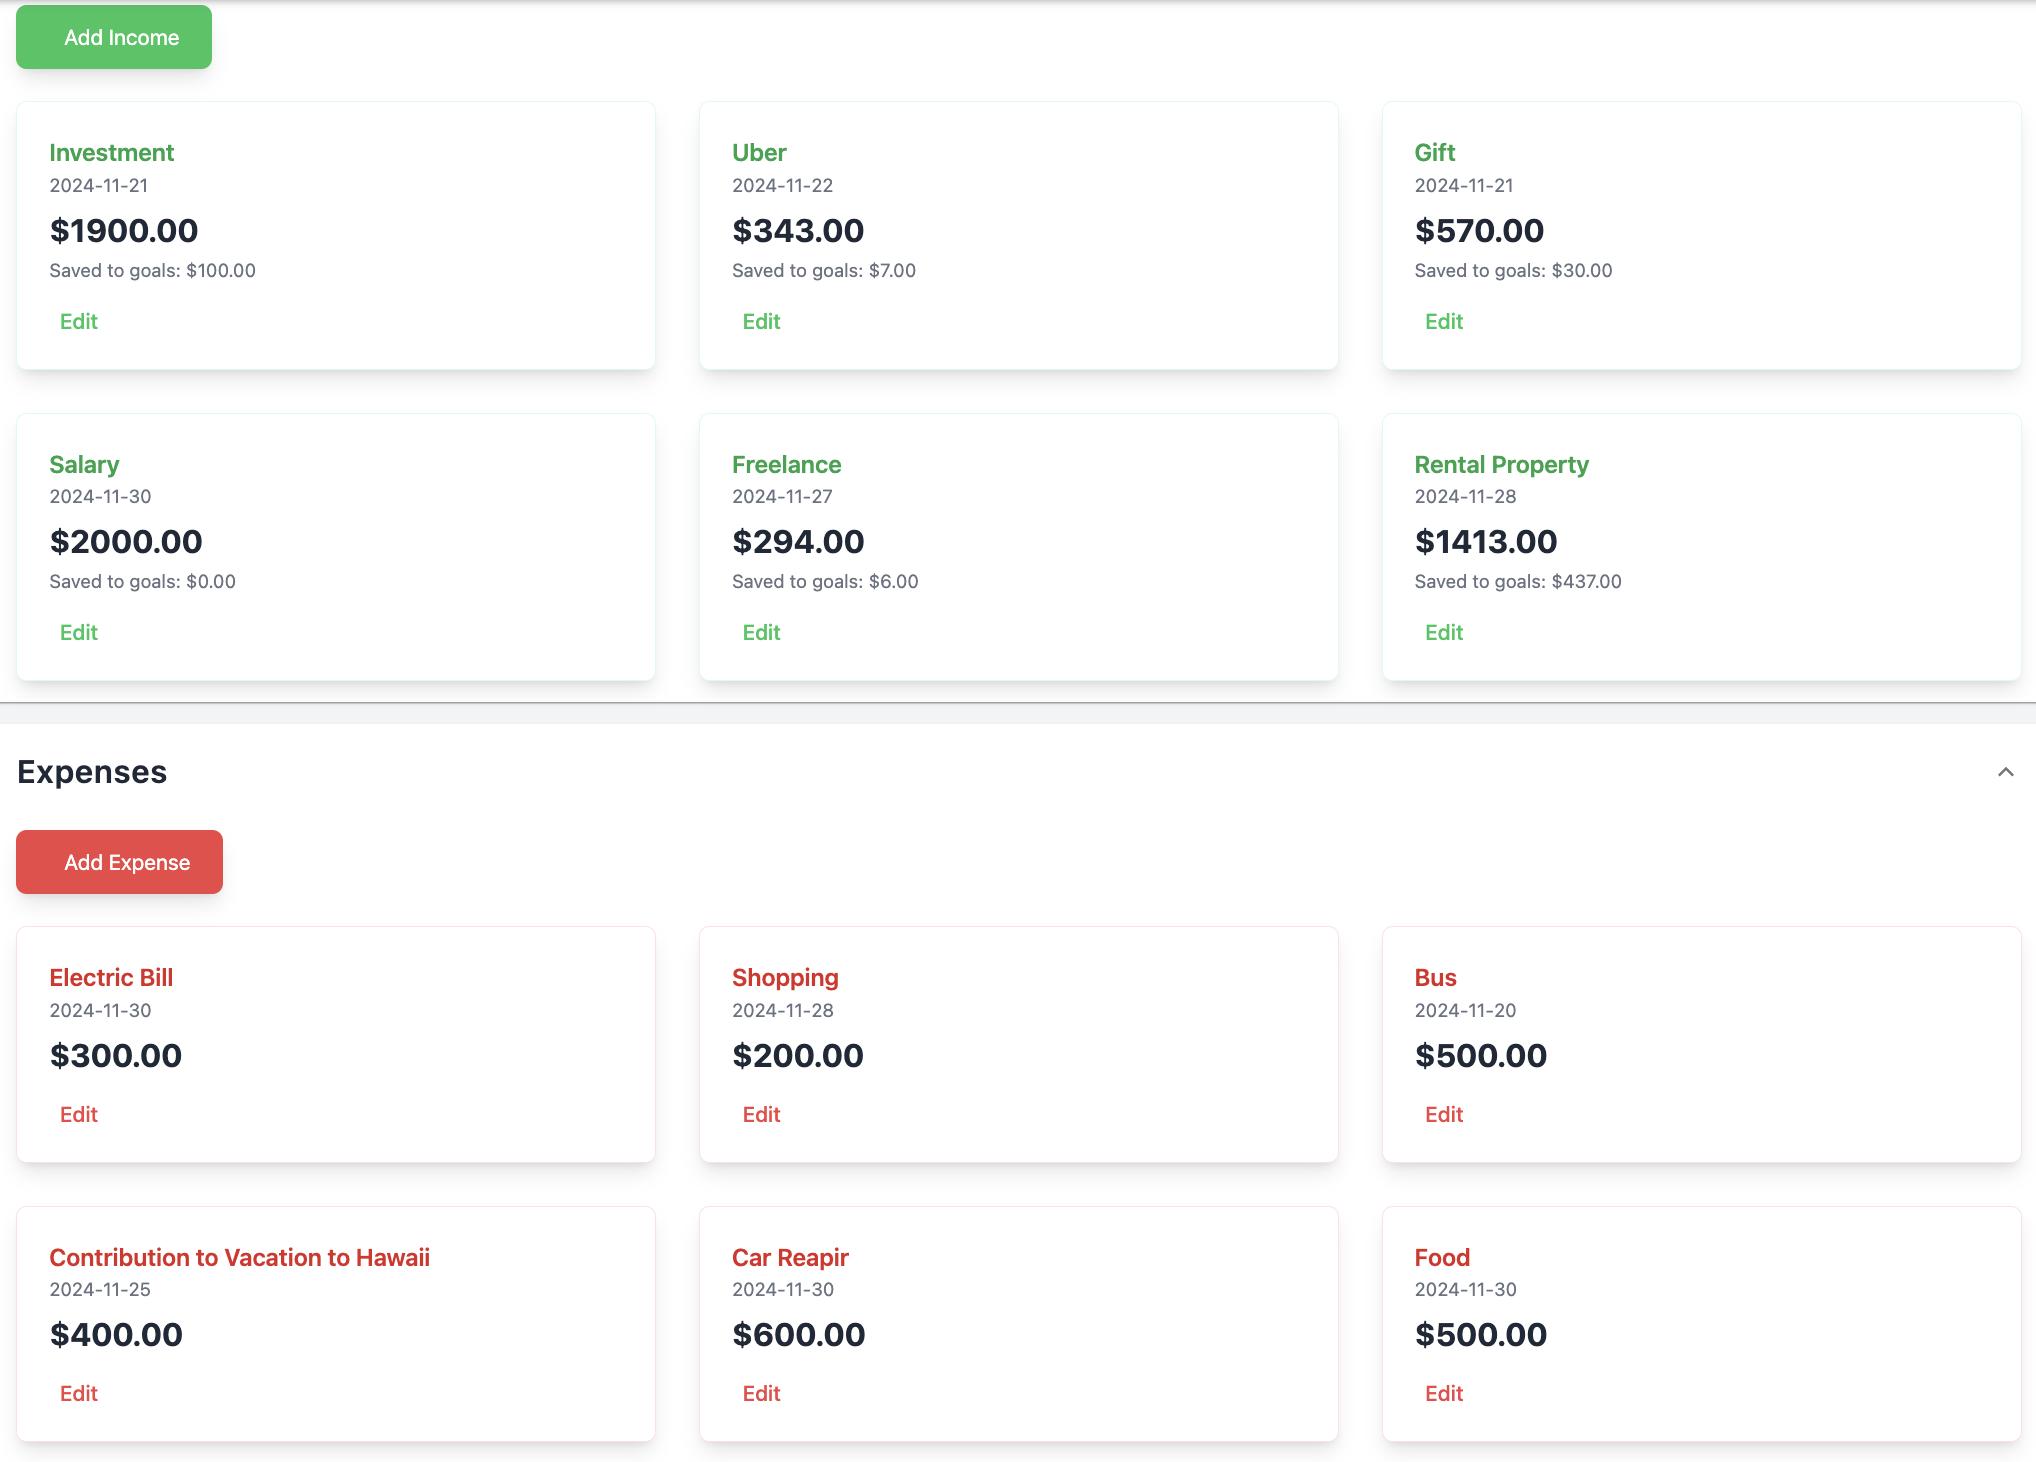 Add Income
Investment
2024-11-21
$1900.00
Saved to goals: $100.00
Edit
Uber
2024-11-22
$343.00
Saved to goals: $7.00
Edit
Gift
2024-11-21
$570.00
Saved to goals: $30.00
Edit
Salary
2024-11-30
$2000.00
Saved to goals: $0.00
Edit
Freelance
2024-11-27
$294.00
Saved to goals: $6.00
Edit
Rental Property
2024-11-28
$1413.00
Saved to goals: $437.00
Edit
Expenses
Add Expense
Electric Bill
2024-11-30
$300.00
Edit
Shopping
2024-11-28
$200.00
Edit
Bus
2024-11-20
$500.00
Edit
Contribution to Vacation to Hawaii
2024-11-25
$400.00
Edit
Car Reapir
2024-11-30
$600.00
Edit
Food
2024-11-30
$500.00
Edit